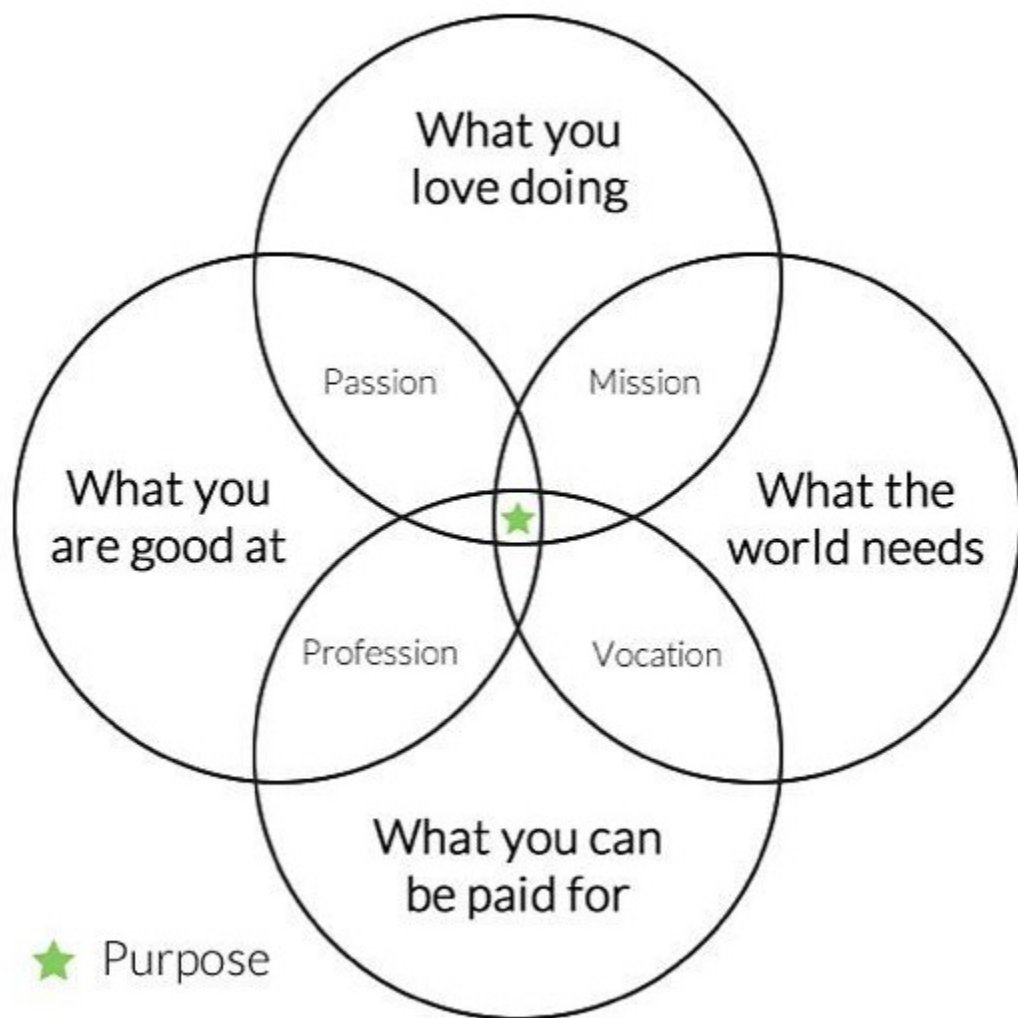 What you
love doing
Passion
Mission
What you
are good at
What the
world needs
Profession
Vocation
What you can
be paid for
Purpose